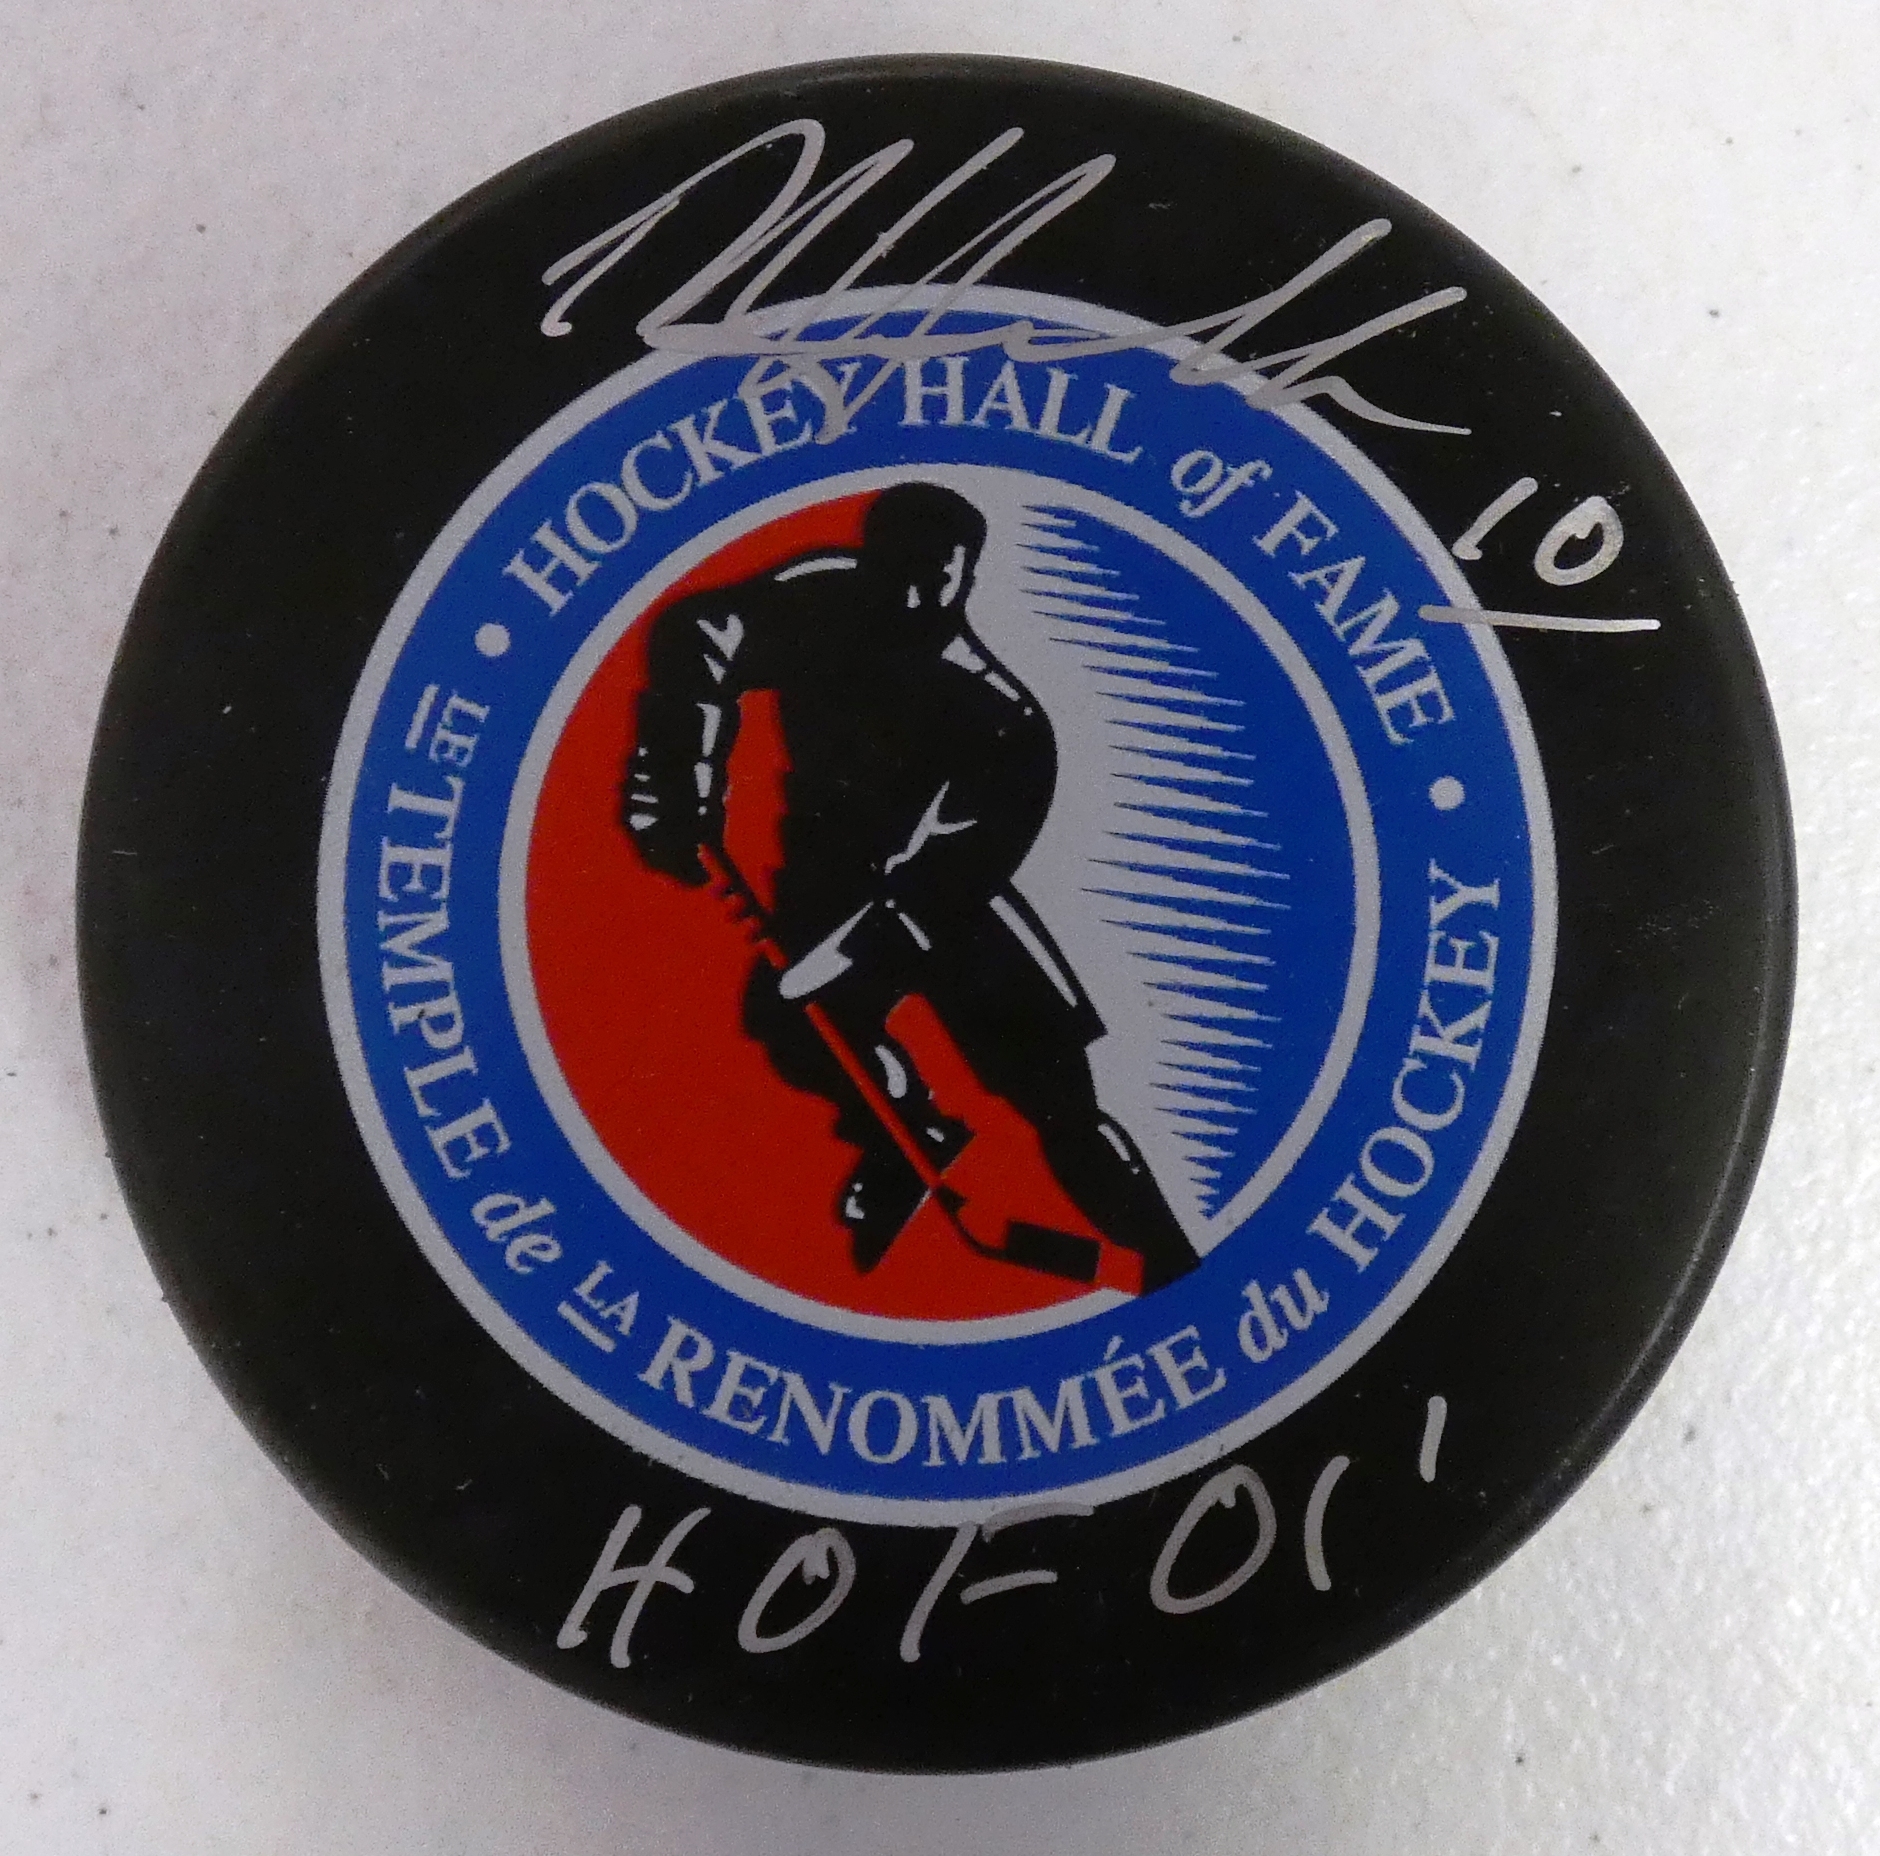 10
HOCKEY HALL of FAME
LE TEMPLE de LA RENOMMÉE du HOCKEY
HOF 01'